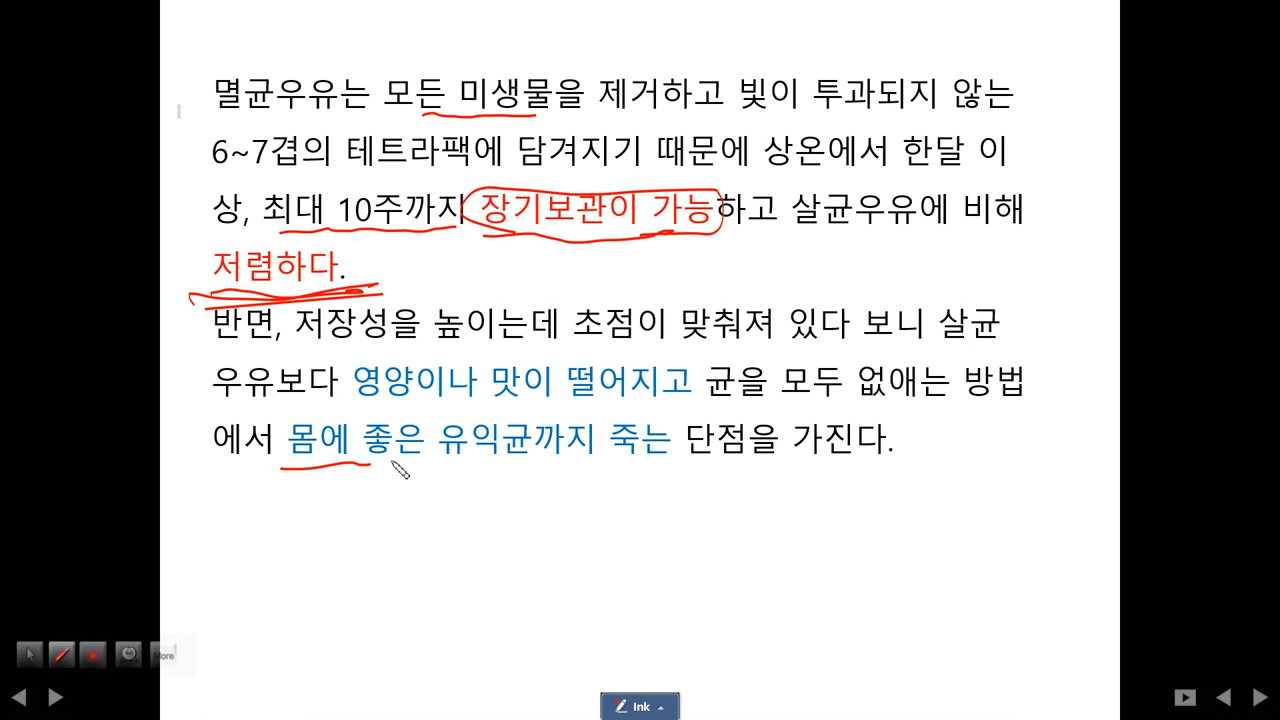 멸균우유는 모든 미생물을 제거하고 빛이 투과되지 않는
6~7겹의 테트라팩에 담겨지기 때문에 상온에서 한달 이
상, 최대 10주까지 장기보관이 가능하고 살균우유에 비해
저렴하다.
반면, 저장성을 높이는데 초점이 맞춰져 있다 보니 살균
우유보다 영양이나 맛이 떨어지고 균을 모두 없애는 방법
에서 몸에 좋은 유익균까지 죽는 단점을 가진다.
More
Ink